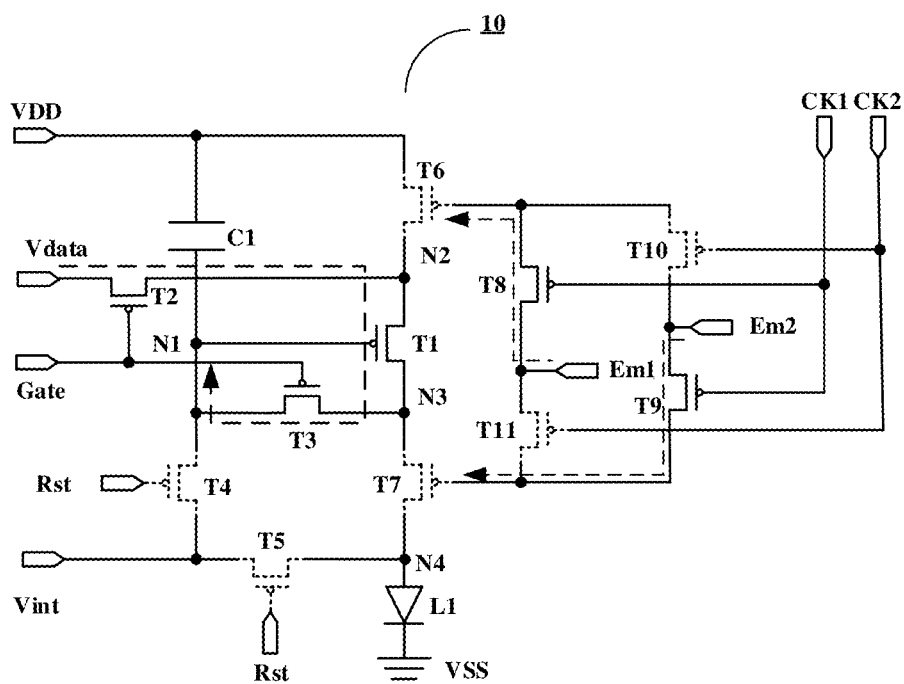 10
VDD
CK1 CK2
T6
C1
Vdata
N2
T10
T2
T8
N1
T1
Em2
Gate
Em1
N3
T9
T3
T11
Rst
T4
T7
T5
N4
Vint
L1
Rst
VSS